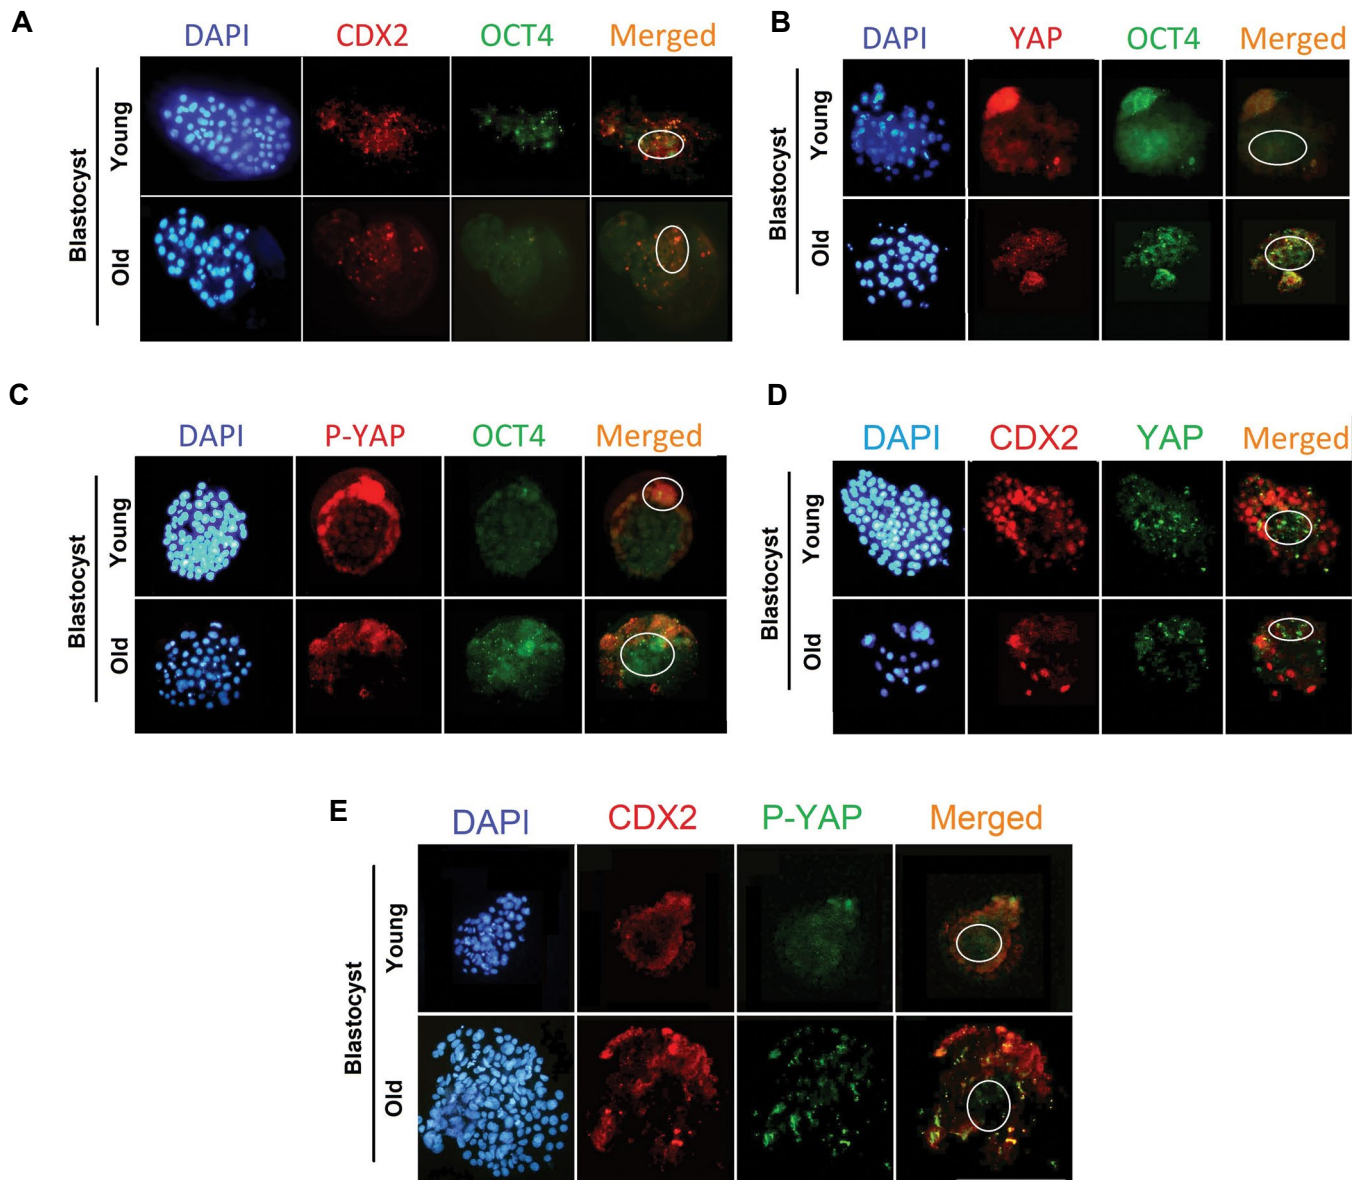 A
DAPI CDX2 OCT4 Merged
Blastocyst
Young
Old
B
DAPI YAP OCT4 Merged
Blastocyst
Young
Old
C
DAPI P-YAP OCT4 Merged
Blastocyst
Young
Old
D
DAPI CDX2 YAP Merged
Blastocyst
Young
Old
E
DAPI CDX2 P-YAP Merged
Blastocyst
Young
Old